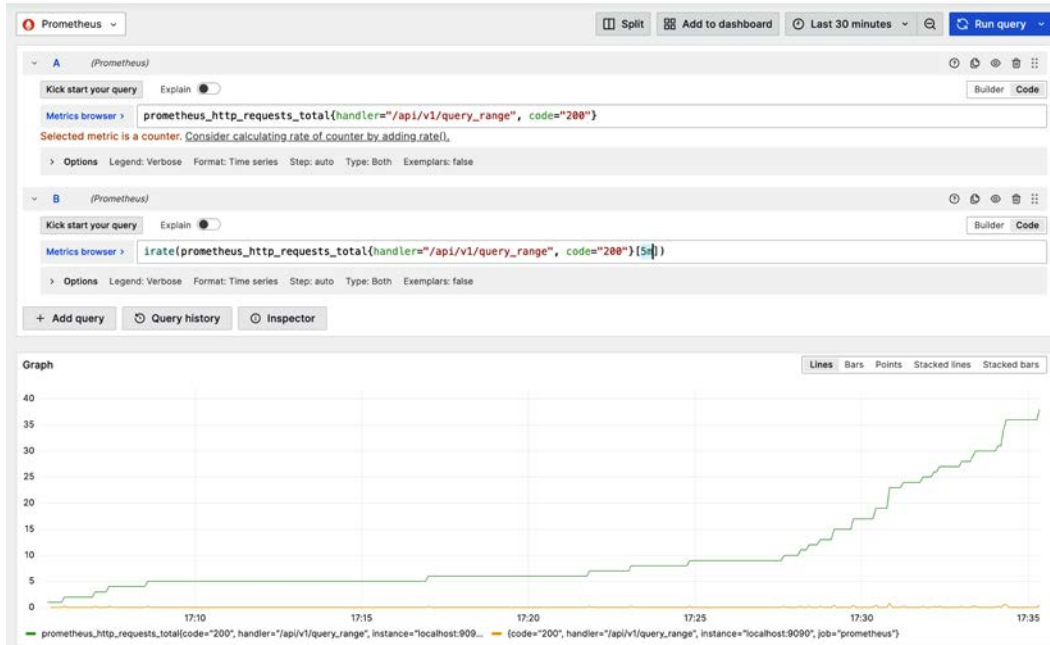 Prometheus
Split
Add to dashboard
Last 30 minutes
Run query
A
(Prometheus)
Kick start your query
Explain
Builder
Code
Metrics browser >
prometheus_http_requests_total{handler="/api/v1/query_range", code="200"}
Selected metric is a counter. Consider calculating rate of counter by adding rate().
> Options Legend: Verbose Format: Time series Step: auto Type: Both Exemplars: false
B
(Prometheus)
Kick start your query
Explain
Builder
Code
Metrics browser >
irate(prometheus_http_requests_total{handler="/api/v1/query_range", code="200"}[5m])
> Options Legend: Verbose Format: Time series Step: auto Type: Both Exemplars: false
+ Add query
Query history
Inspector
Graph
Lines
Bars
Points
Stacked lines
Stacked bars
40
35
30
25
20
15
10
5
0
17:10
17:15
17:20
17:25
17:30
17:35
prometheus_http_requests_total{code="200", handler="/api/v1/query_range", instance="localhost:909...
{code="200", handler="/api/v1/query_range", instance="localhost:9090", job="prometheus"}